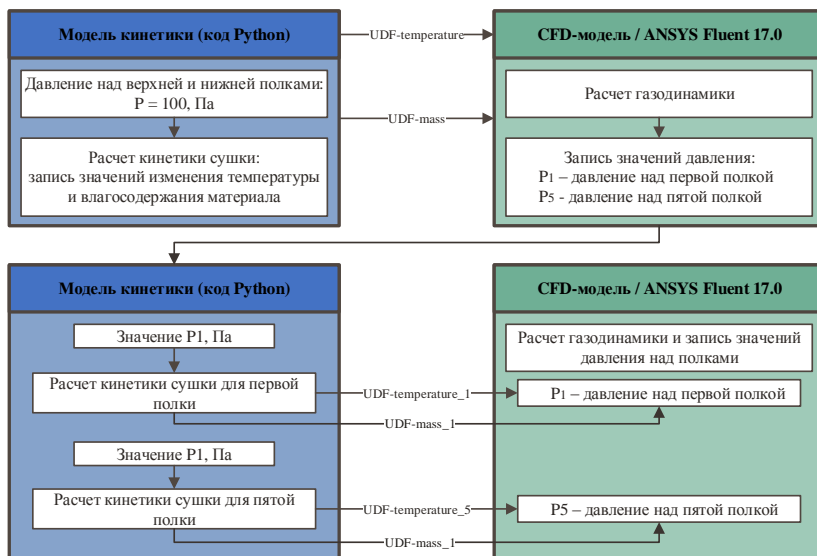 Модель кинетики (код Python)
Давление над верхней и нижней полками:
P = 100, Па
Расчет кинетики сушки:
запись значений изменения температуры
и влагосодержания материала
UDF-temperature
UDF-mass
CFD-модель / ANSYS Fluent 17.0
Расчет газодинамики
Запись значений давления:
P1 – давление над первой полкой
P5 - давление над пятой полкой
Модель кинетики (код Python)
Значение P1, Па
Расчет кинетики сушки для первой
полки
Значение P1, Па
Расчет кинетики сушки для пятой
полки
UDF-temperature_1
UDF-mass_1
UDF-temperature_5
UDF-mass_1
CFD-модель / ANSYS Fluent 17.0
Расчет газодинамики и запись значений
давления над полками
P1 – давление над первой полкой
P5 – давление над пятой полкой